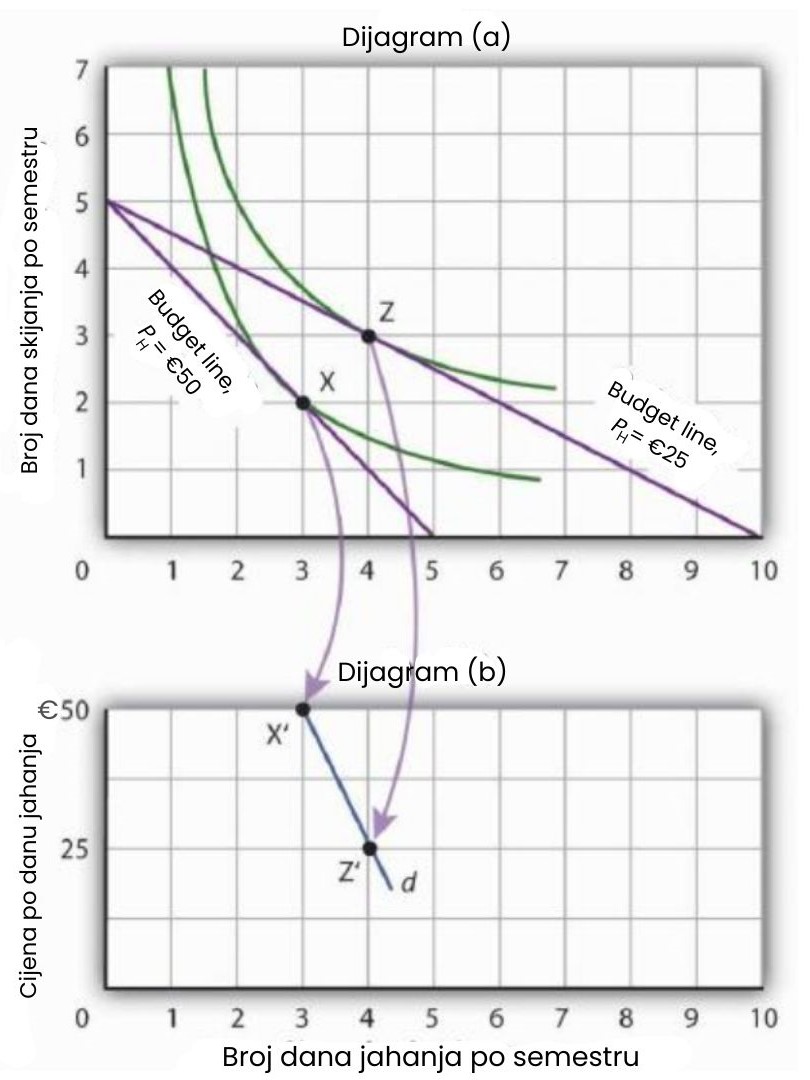 Dijagram (a)
Broj dana skijanja po semestru
7
6
5
4
3
2
1
0
1 2 3 4 5 6 7 8 9 10
Budget line,
PH = €50
X
Z
Budget line,
PH = €25
Dijagram (b)
Cijena po danu jahanja
€50
25
0
X'
Z'
d
1 2 3 4 5 6 7 8 9 10
Broj dana jahanja po semestru